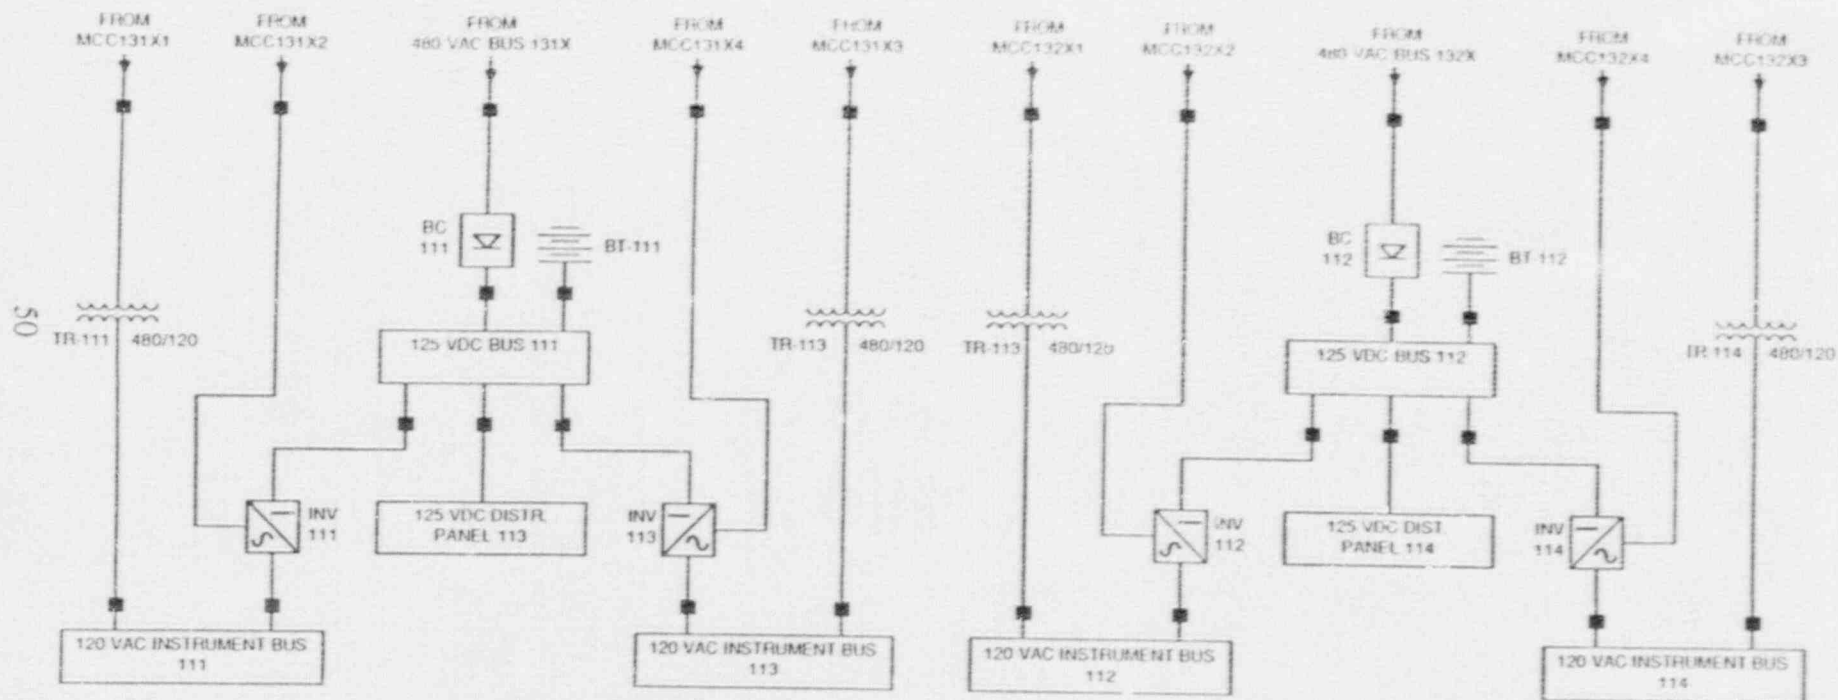 FROM
MCC131X1
FROM
MCC131X2
FROM
480 VAC BUS 131X
FROM
MCC131X4
FROM
MCC131X3
FROM
MCC132X1
FROM
MCC132X2
FROM
480 VAC BUS 132X
FROM
MCC132X4
FROM
MCC132X3
BC
111
BT-111
BC
112
BT-112
50
TR-111 480/120
125 VDC BUS 111
TR-113 480/120
TR-113 480/120
125 VDC BUS 112
TR-114 480/120
INV
111
125 VDC DISTR.
PANEL 113
INV
113
INV
112
125 VDC DIST.
PANEL 114
INV
114
120 VAC INSTRUMENT BUS
111
120 VAC INSTRUMENT BUS
113
120 VAC INSTRUMENT BUS
112
120 VAC INSTRUMENT BUS
114